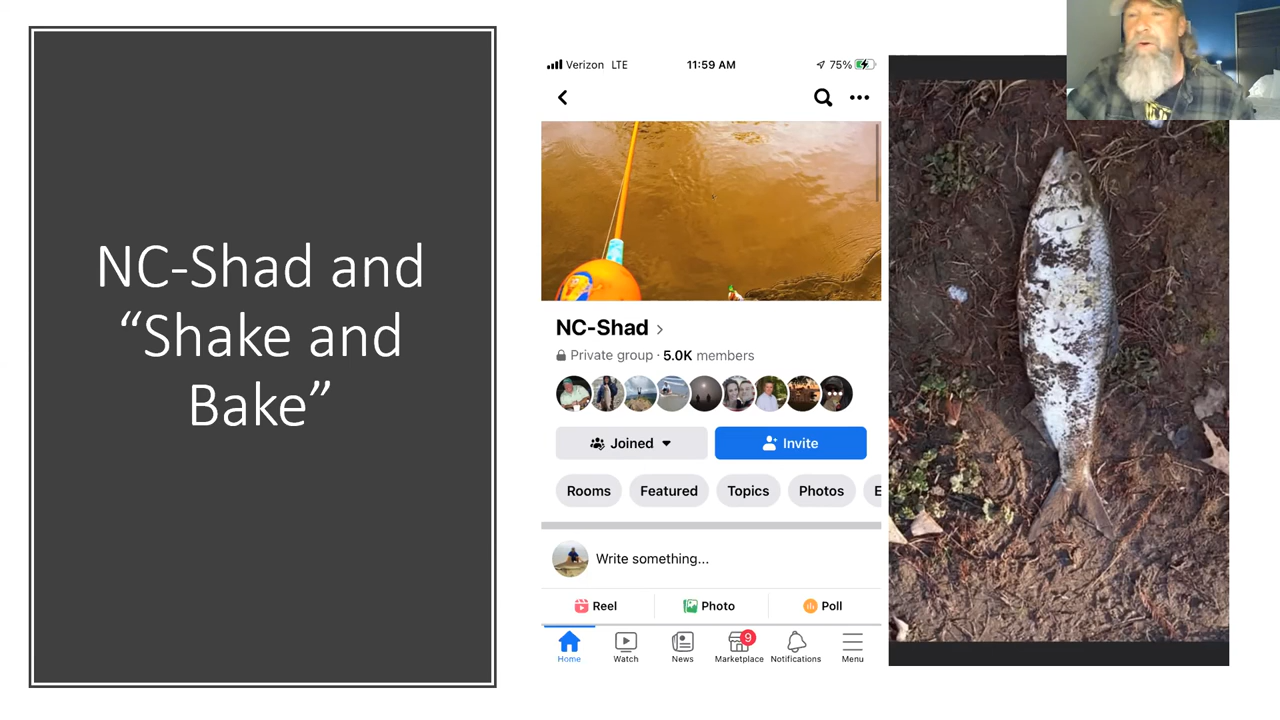 NC-Shad and
“Shake and
Bake”
Verizon LTE
11:59 AM
75%
NC-Shad
Private group · 5.0K members
Joined
Invite
Rooms
Featured
Topics
Photos
E
Write something...
Reel
Photo
Poll
9
Home
Watch
News
Marketplace
Notifications
Menu